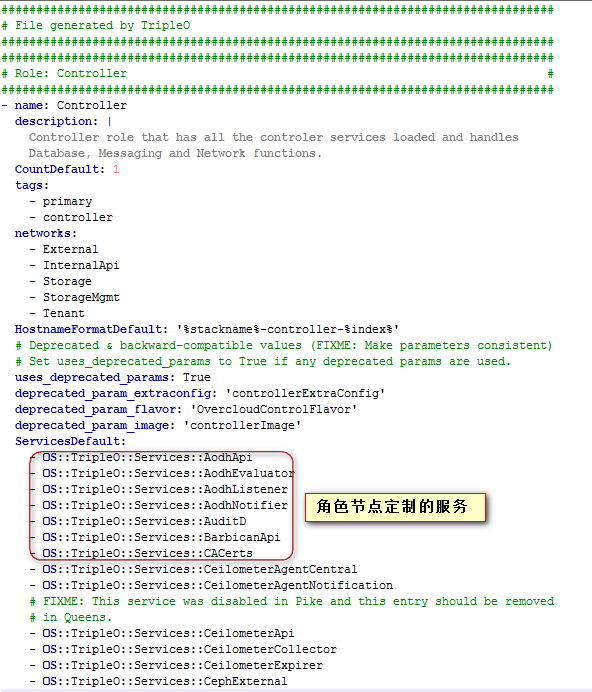 ###############################################################################
# File generated by TripleO
###############################################################################
###############################################################################
# Role: Controller                                                            #
###############################################################################
- name: Controller
  description: |
    Controller role that has all the controler services loaded and handles
    Database, Messaging and Network functions.
  CountDefault: 1
  tags:
    - primary
    - controller
  networks:
    - External
    - InternalApi
    - Storage
    - StorageMgmt
    - Tenant
  HostnameFormatDefault: '%stackname%-controller-%index%'
  # Deprecated & backward-compatible values (FIXME: Make parameters consistent)
  # Set uses_deprecated_params to True if any deprecated params are used.
  uses_deprecated_params: True
  deprecated_param_extraconfig: 'controllerExtraConfig'
  deprecated_param_flavor: 'OvercloudControlFlavor'
  deprecated_param_image: 'controllerImage'
  ServicesDefault:
    - OS::TripleO::Services::AodhApi
    - OS::TripleO::Services::AodhEvaluator
    - OS::TripleO::Services::AodhListener
    - OS::TripleO::Services::AodhNotifier
角色节点定制的服务
    - OS::TripleO::Services::AuditD
    - OS::TripleO::Services::BarbicanApi
    - OS::TripleO::Services::CACerts
    - OS::TripleO::Services::CeilometerAgentCentral
    - OS::TripleO::Services::CeilometerAgentNotification
    # FIXME: This service was disabled in Pike and this entry should be removed
    # in Queens.
    - OS::TripleO::Services::CeilometerApi
    - OS::TripleO::Services::CeilometerCollector
    - OS::TripleO::Services::CeilometerExpirer
    - OS::TripleO::Services::CephExternal